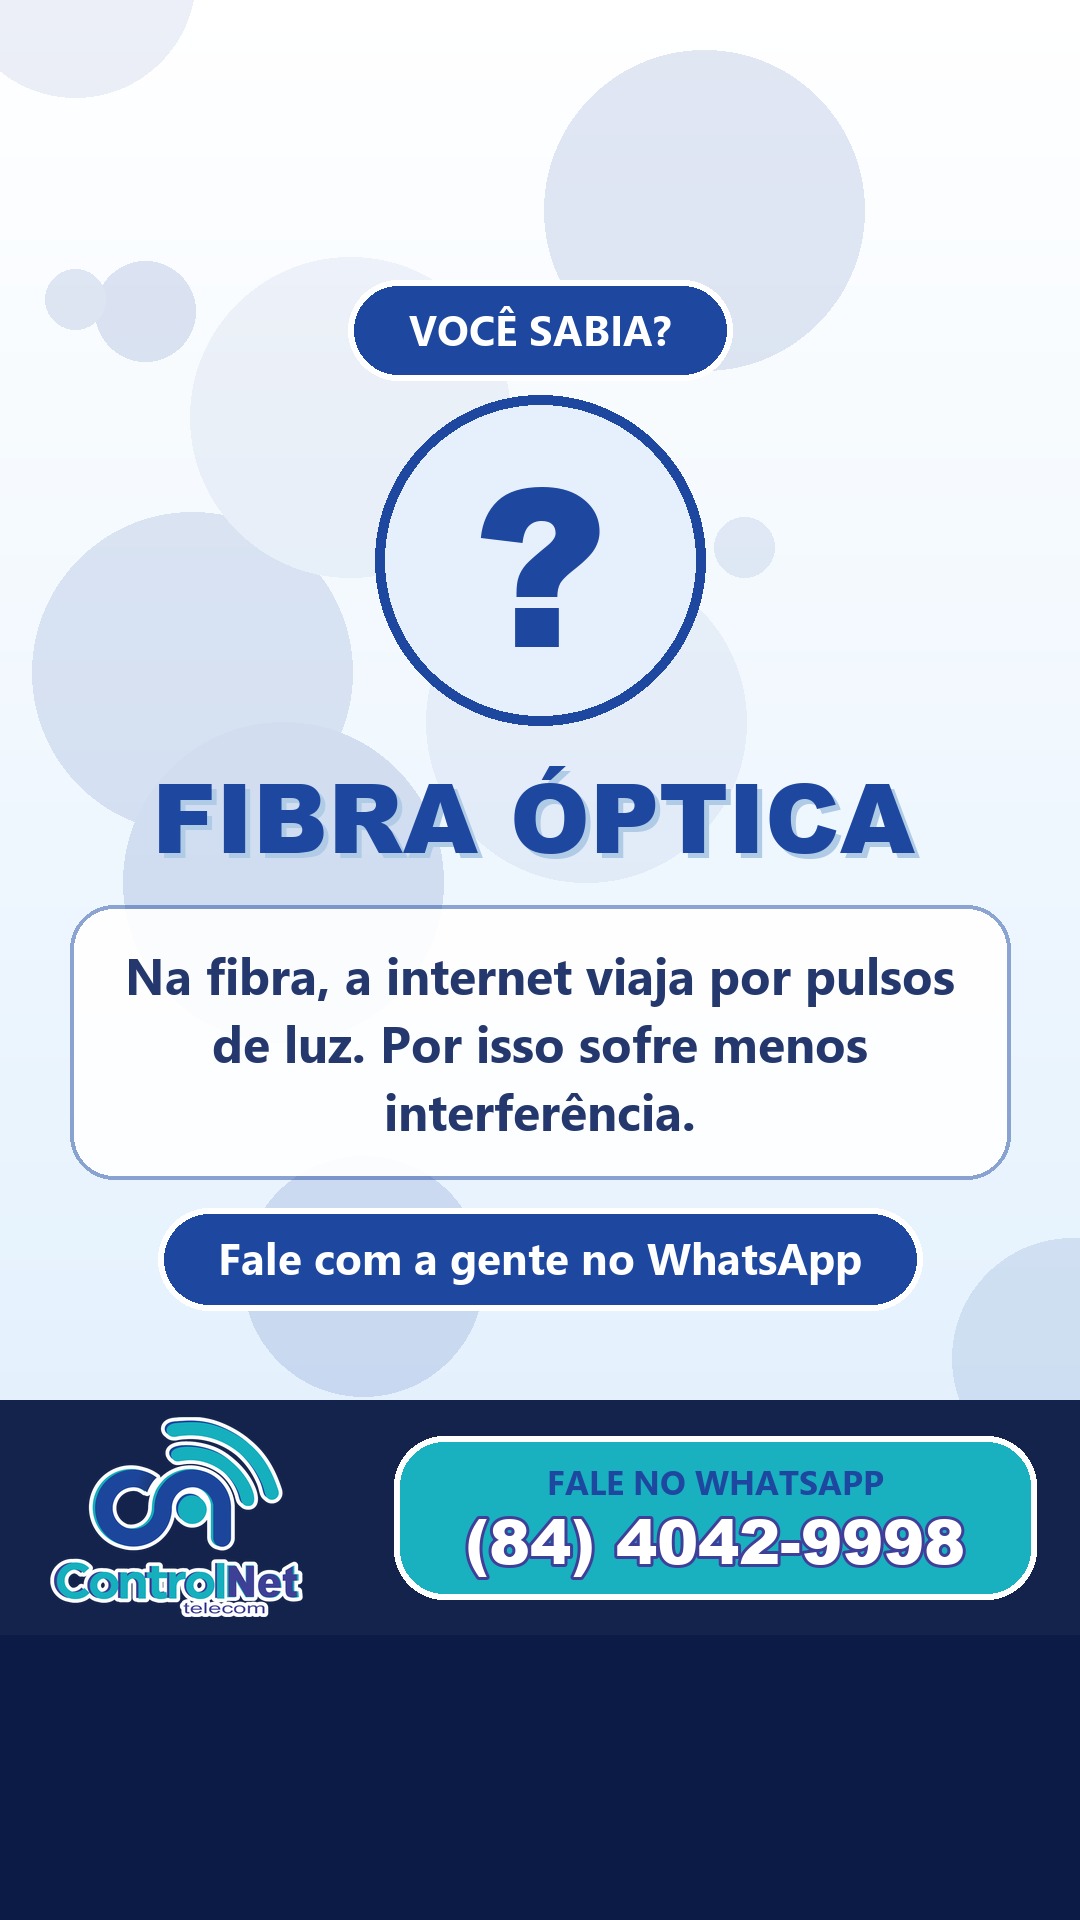 VOCÊ SABIA?
?
FIBRA ÓPTICA
Na fibra, a internet viaja por pulsos
de luz. Por isso sofre menos
interferência.
Fale com a gente no WhatsApp
ControlNet
telecom
FALE NO WHATSAPP
(84) 4042-9998